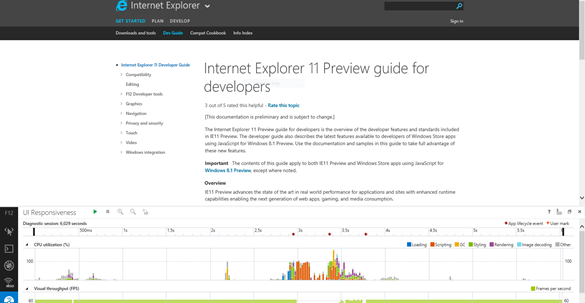 Internet Explorer
GET STARTED PLAN DEVELOP
Sign in
Downloads and tools Dev Guide Compat Cookbook Info Index
Internet Explorer 11 Developer Guide
Compatibility
Editing
F12 Developer tools
Graphics
Navigation
Privacy and security
Touch
Video
Windows integration
Internet Explorer 11 Preview guide for
developers
3 out of 5 rated this helpful - Rate this topic
[This documentation is preliminary and is subject to change.]
The Internet Explorer 11 Preview guide for developers is the overview of the developer features and standards included
in IE11 Preview. The developer guide also describes the latest features available to developers of Windows Store apps
using JavaScript for Windows 8.1 Preview. Use the documentation and samples in this guide to take full advantage of
these new features.
Important The contents of this guide apply to both IE11 Preview and Windows Store apps using JavaScript for
Windows 8.1 Preview, except where noted.
Overview
IE11 Preview advances the state of the art in real world performance for applications and sites with enhanced runtime
capabilities enabling the next generation of web apps, gaming, and media consumption.
F12 UI Responsiveness ?
Diagnostic session: 6,029 seconds
App lifecycle event User mark
500ms 1s 1.5s 2s 2.5s 3s 3.5s 4s 4.5s 5s 5.5s
CPU utilization (%)
Loading Scripting GC Styling Rendering Image decoding Other
100 100
Visual throughput (FPS)
Frames per second
60 60